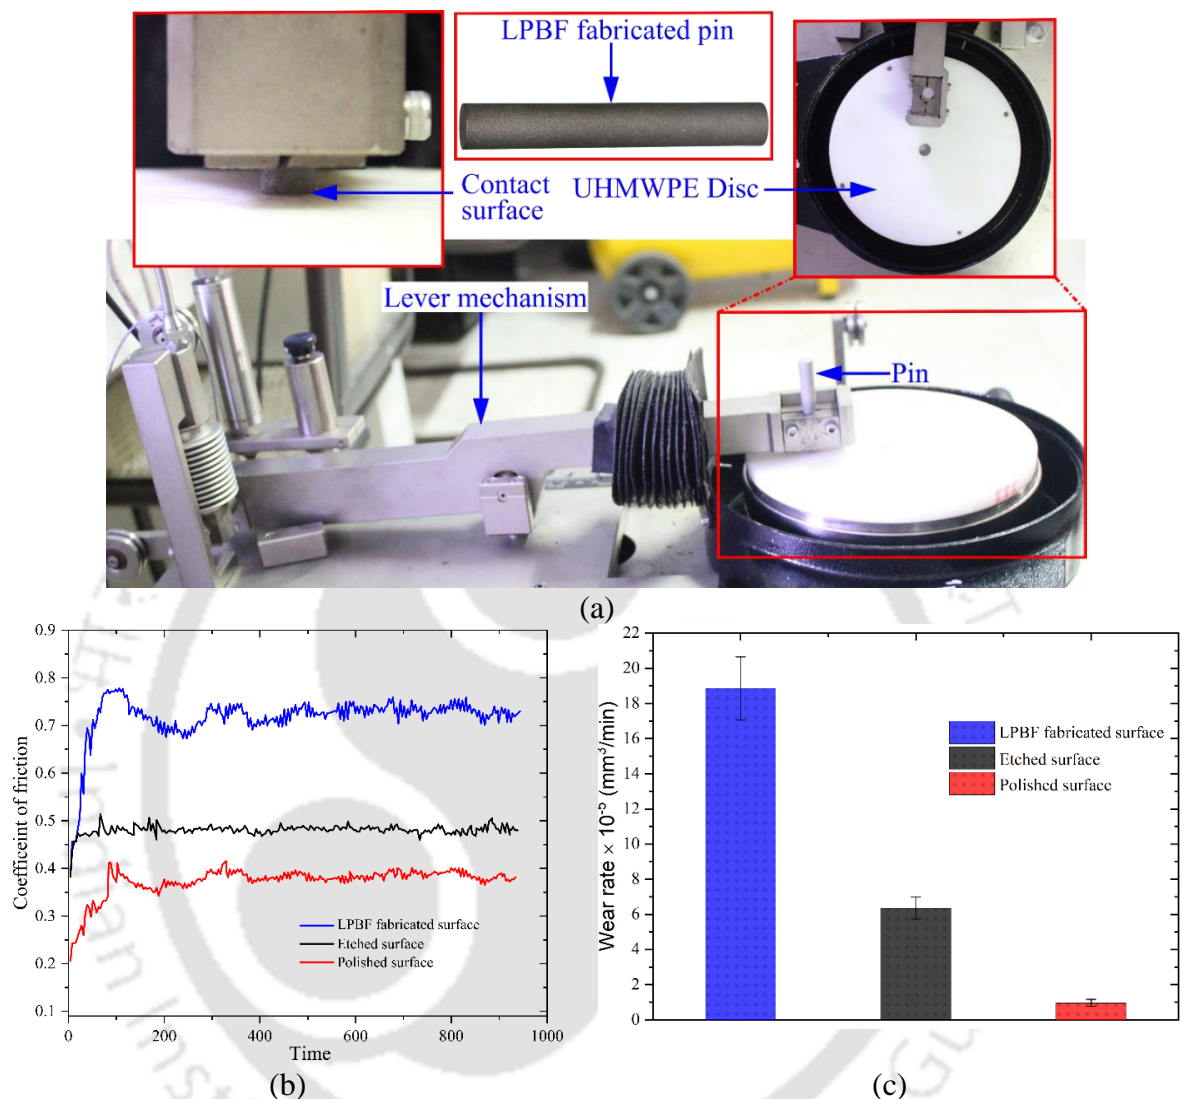 LPBF fabricated pin
Contact
surface
UHMWPE Disc
Lever mechanism
Pin
(a)
0.9
0.8
0.7
0.6
0.5
0.4
0.3
0.2
0.1
0
200
400
600
800
1000
Coefficeint of friction
Time
LPBF fabricated surface
Etched surface
Polished surface
(b)
22
20
18
16
14
12
10
8
6
4
2
0
Wear rate × 10⁻⁵ (mm³/min)
LPBF fabricated surface
Etched surface
Polished surface
(c)
Indian Inst